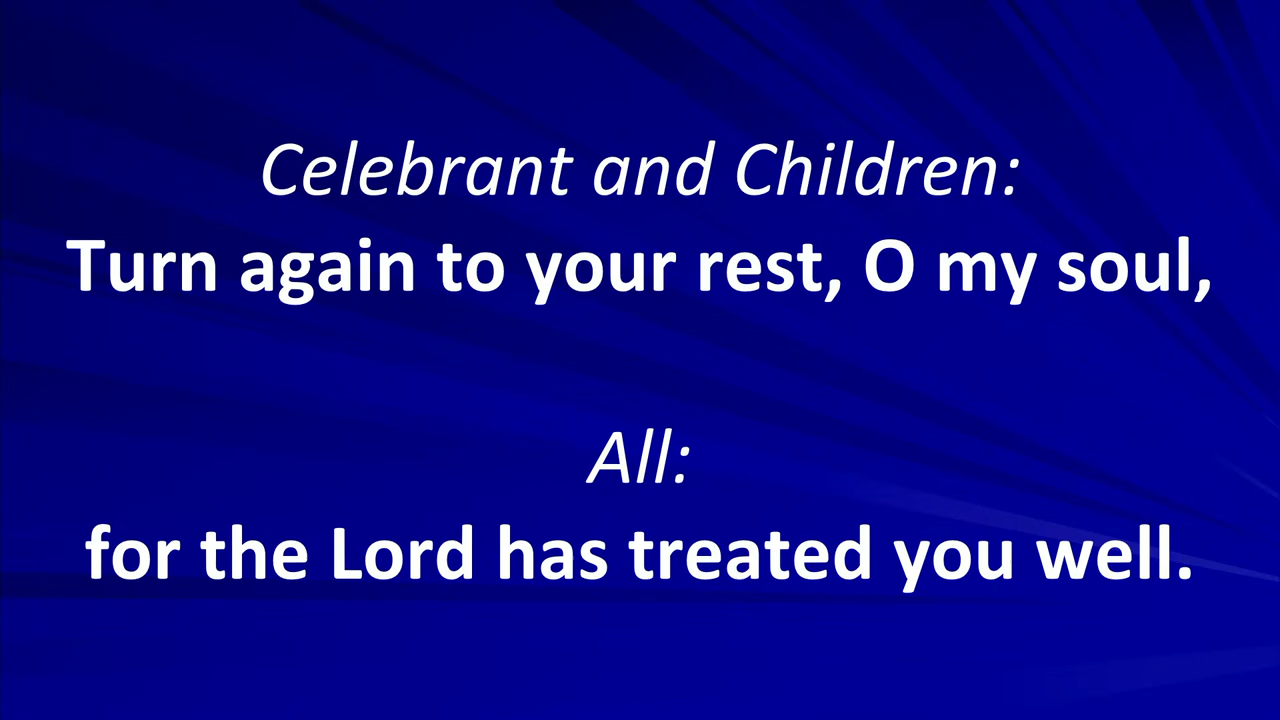 Celebrant and Children:
Turn again to your rest, O my soul,
All:
for the Lord has treated you well.